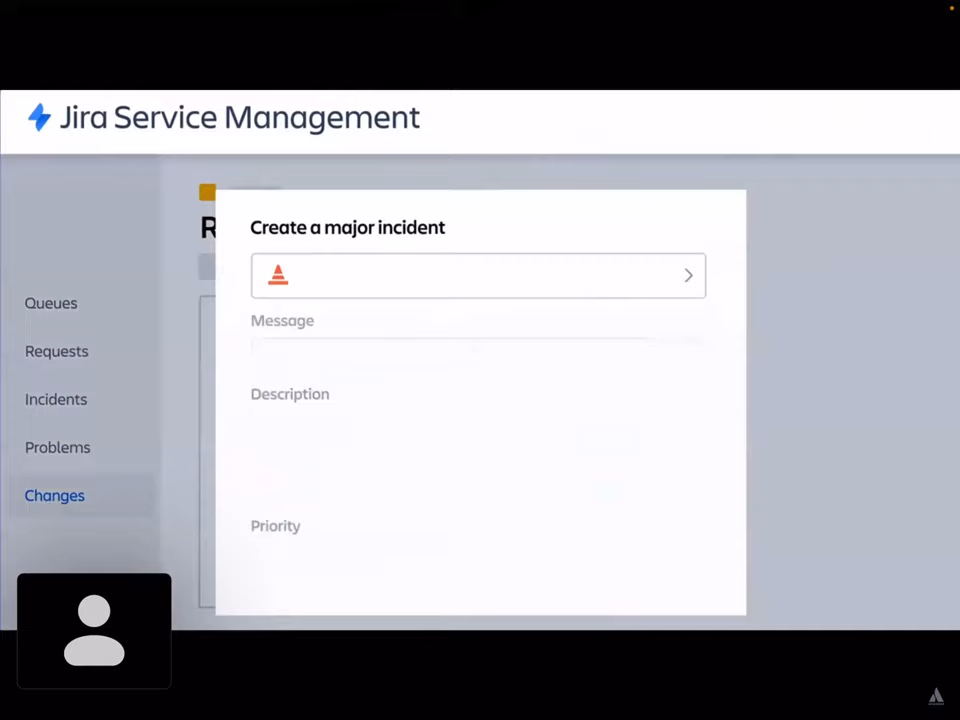 Jira Service Management
R
Create a major incident
Message
Description
Priority
Queues
Requests
Incidents
Problems
Changes